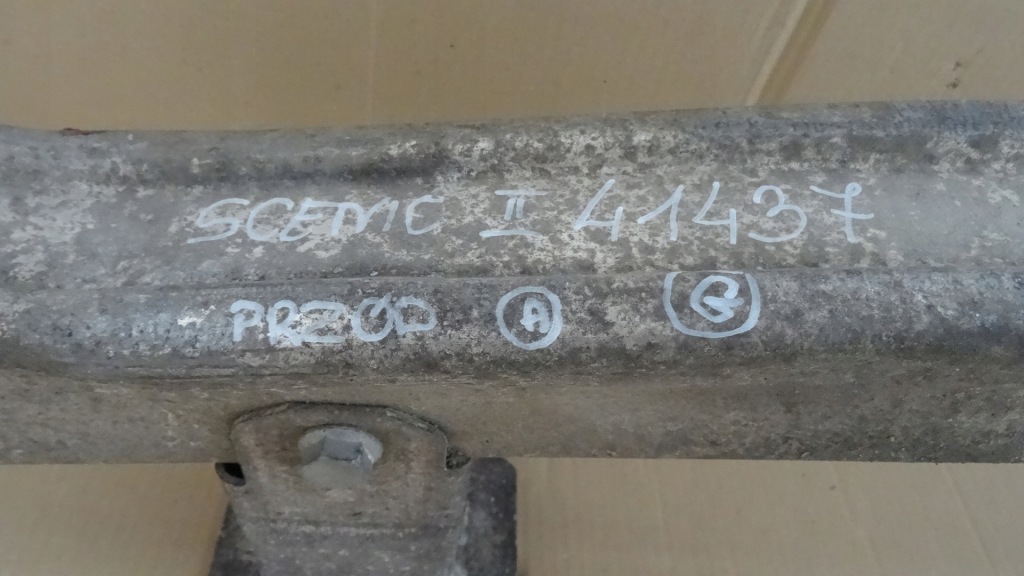 SCENIC II 41437
PRZÓD A G